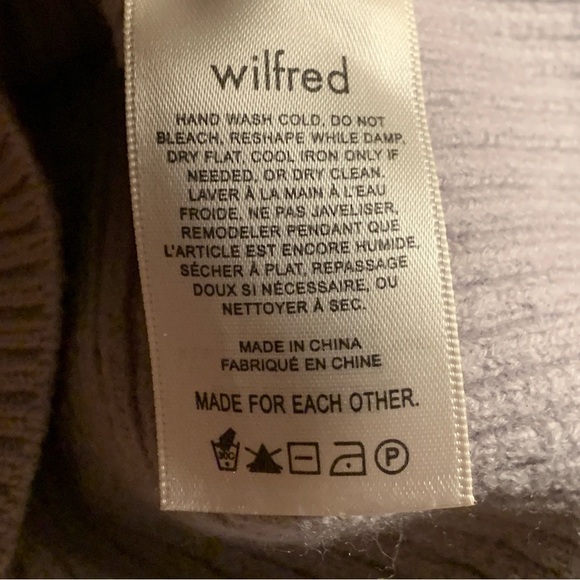 wilfred
HAND WASH COLD, DO NOT
BLEACH, RESHAPE WHILE DAMP,
DRY FLAT, COOL IRON ONLY IF
NEEDED, OR DRY CLEAN.
LAVER À LA MAIN À L'EAU
FROIDE, NE PAS JAVELISER,
REMODELER PENDANT QUE
L'ARTICLE EST ENCORE HUMIDE,
SÉCHER À PLAT, REPASSAGE
DOUX SI NÉCESSAIRE, OU
NETTOYER À SEC.
MADE IN CHINA
FABRIQUÉ EN CHINE
MADE FOR EACH OTHER.
30C P